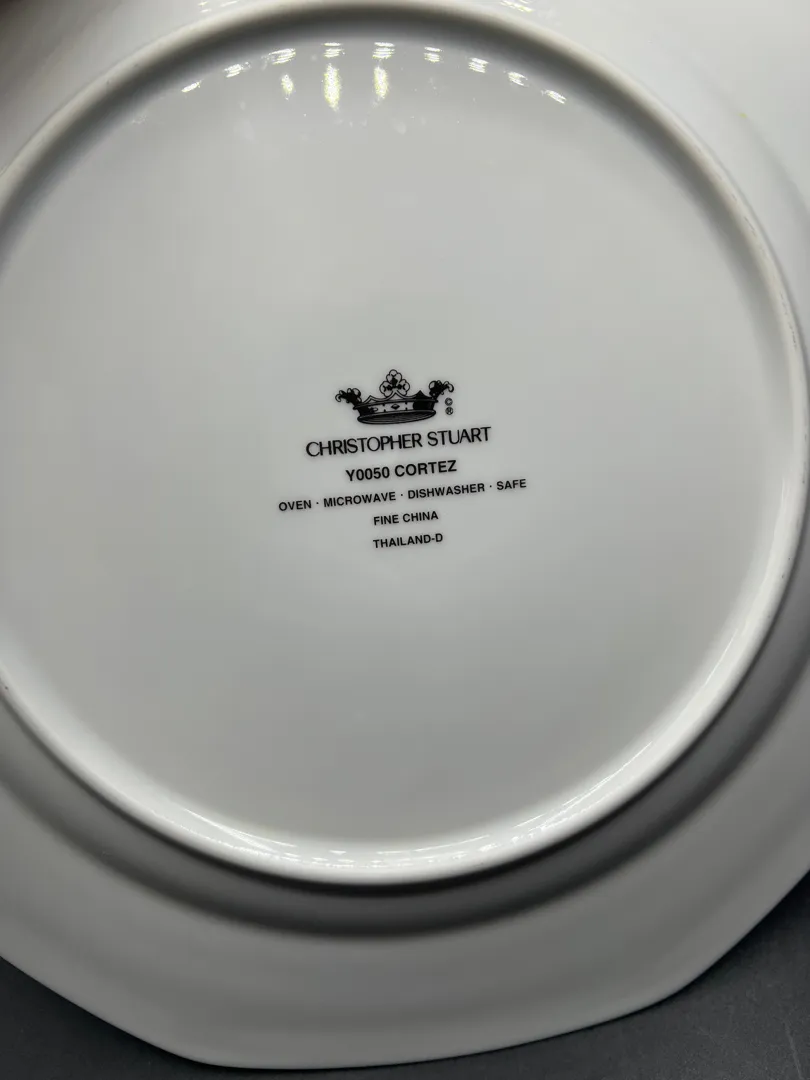 ©
®
CHRISTOPHER STUART
Y0050 CORTEZ
OVEN · MICROWAVE · DISHWASHER · SAFE
FINE CHINA
THAILAND-D